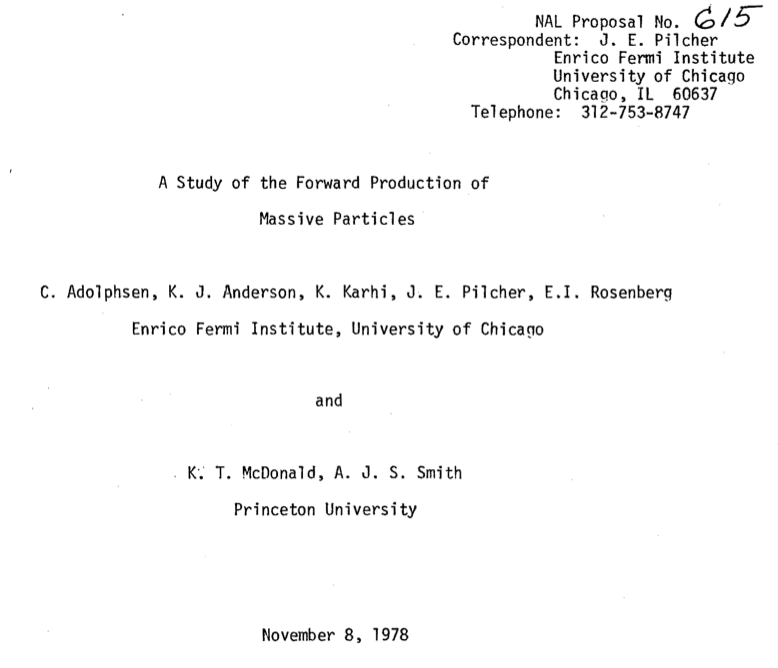 NAL Proposal No. 615
Correspondent: J. E. Pilcher
Enrico Fermi Institute
University of Chicago
Chicago, IL 60637
Telephone: 312-753-8747
A Study of the Forward Production of
Massive Particles
C. Adolphsen, K. J. Anderson, K. Karhi, J. E. Pilcher, E.I. Rosenberg
Enrico Fermi Institute, University of Chicago
and
K. T. McDonald, A. J. S. Smith
Princeton University
November 8, 1978